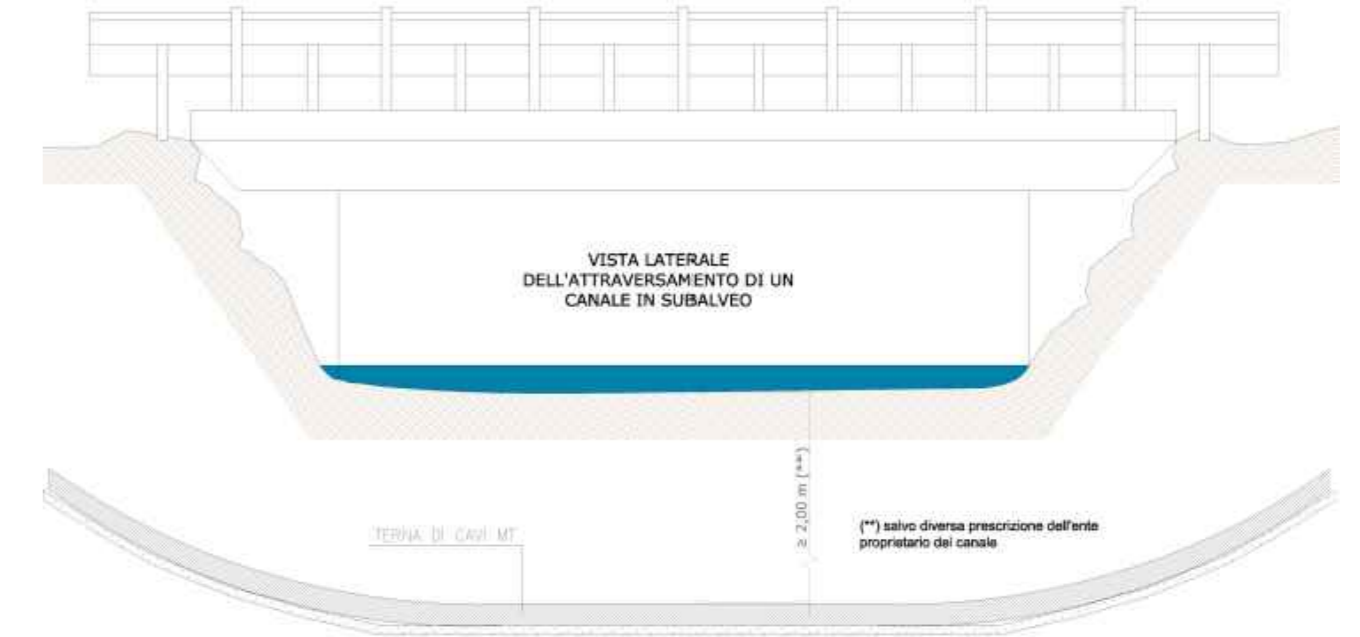 VISTA LATERALE
DELL'ATTRAVERSAMENTO DI UN
CANALE IN SUBALVEO
TERNA DI CAVI MT
≥ 2,00 m (**)
(**) salvo diversa prescrizione dell'ente
proprietario del canale